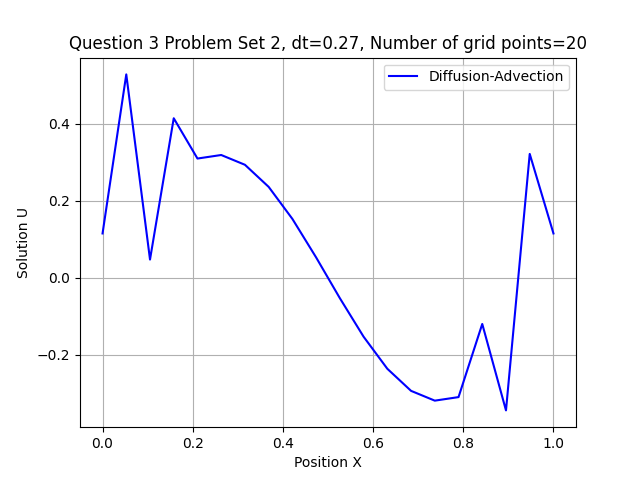 Question 3 Problem Set 2, dt=0.27, Number of grid points=20
Diffusion-Advection
0.4
0.2
0.0
−0.2
Solution U
0.0 0.2 0.4 0.6 0.8 1.0
Position X